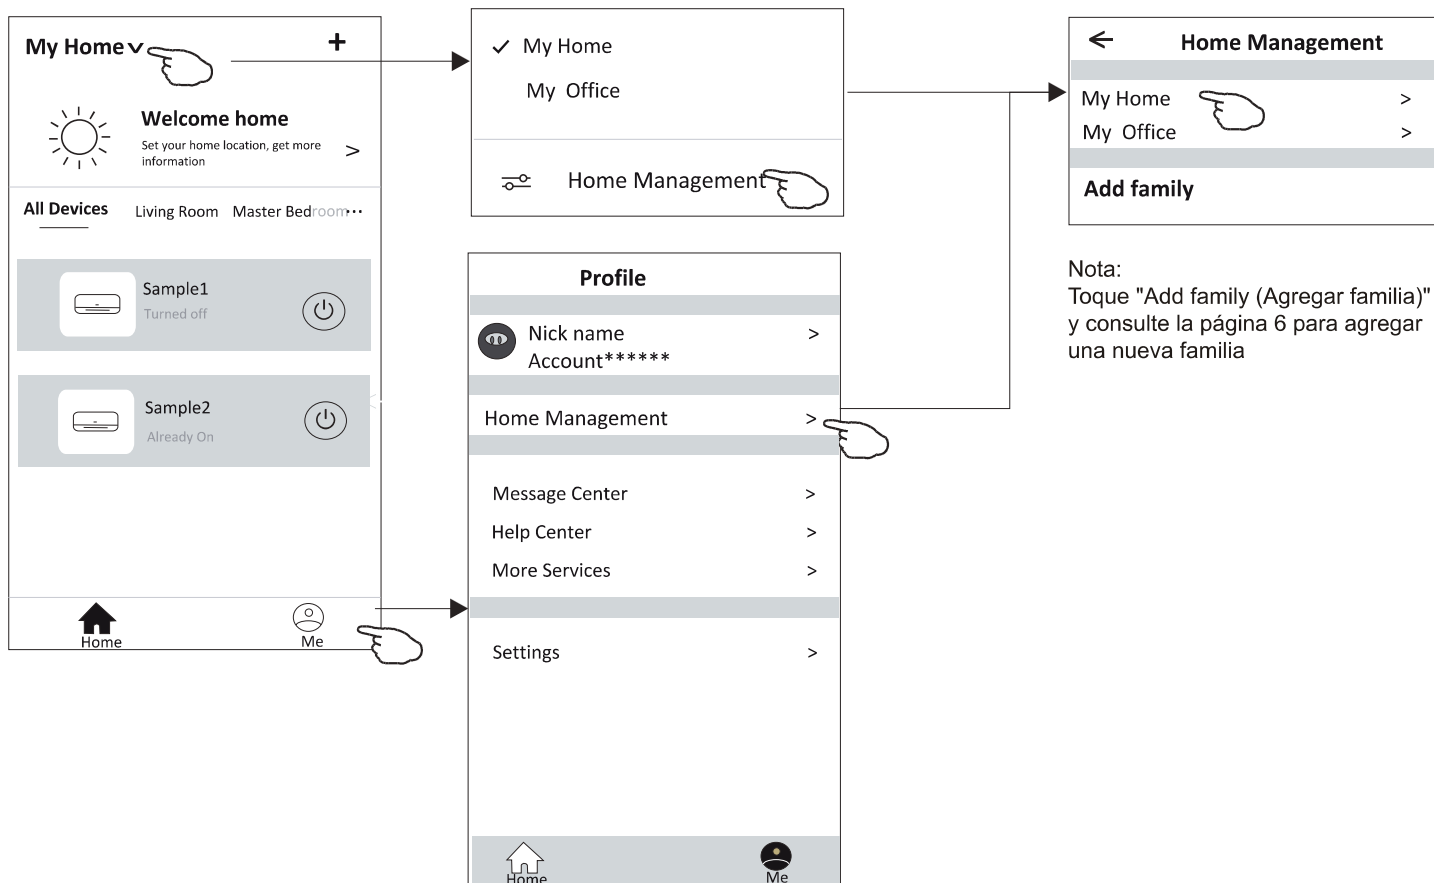 My Home
+
Welcome home
Set your home location, get more
information
>
All Devices Living Room Master Bedroom...
Sample1
Turned off
Sample2
Already On
Home Me
✓ My Home
My Office
Home Management
Profile
Nick name >
Account******
Home Management >
Message Center >
Help Center >
More Services >
Settings >
Home Me
Home Management
My Home >
My Office >
Add family
Nota:
Toque "Add family (Agregar familia)"
y consulte la página 6 para agregar
una nueva familia